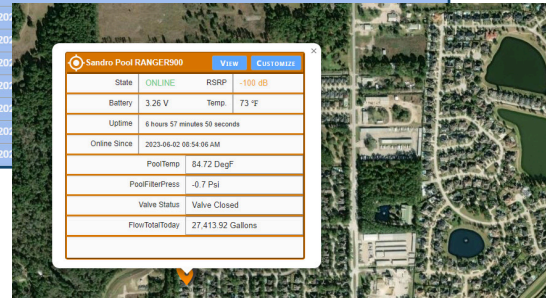 Sandro Pool RANGER900 VIEW CUSTOMIZE
×
State ONLINE RSRP -100 dB
Battery 3.26 V Temp. 73 °F
Uptime 6 hours 57 minutes 50 seconds
Online Since 2023-06-02 08:54:06 AM
PoolTemp 84.72 DegF
PoolFilterPress -0.7 Psi
Valve Status Valve Closed
FlowTotalToday 27,413.92 Gallons